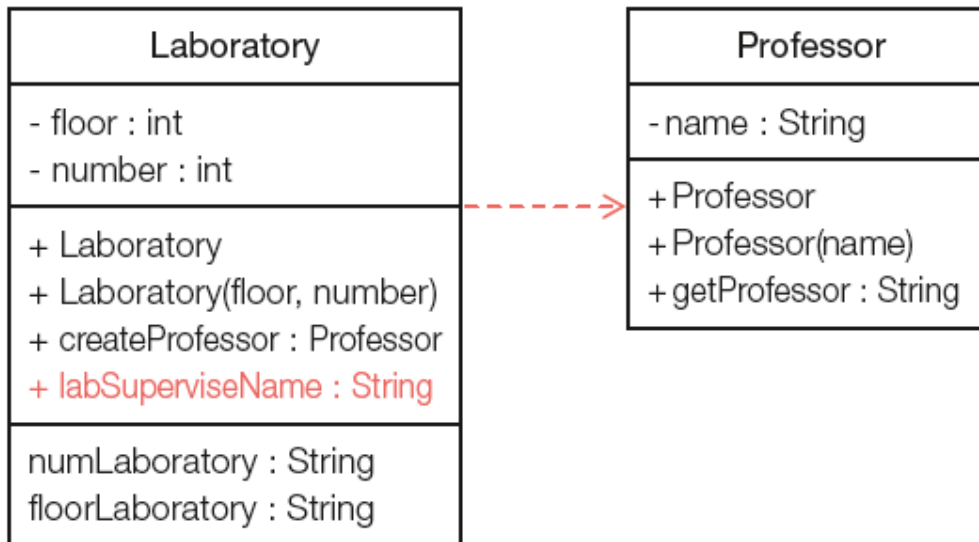 Laboratory
- floor : int
- number : int
+ Laboratory
+ Laboratory(floor, number)
+ createProfessor : Professor
+ labSuperviseName : String
numLaboratory : String
floorLaboratory : String
Professor
- name : String
+ Professor
+ Professor(name)
+ getProfessor : String